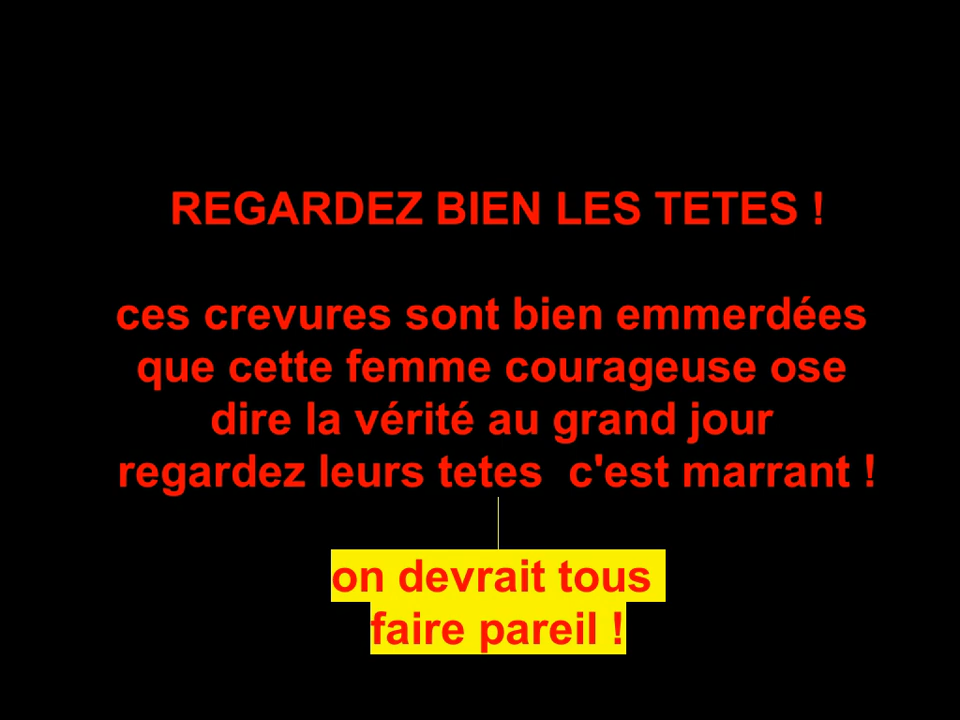 REGARDEZ BIEN LES TETES !
ces crevures sont bien emmerdées
que cette femme courageuse ose
dire la vérité au grand jour
regardez leurs tetes  c'est marrant !
on devrait tous
faire pareil !